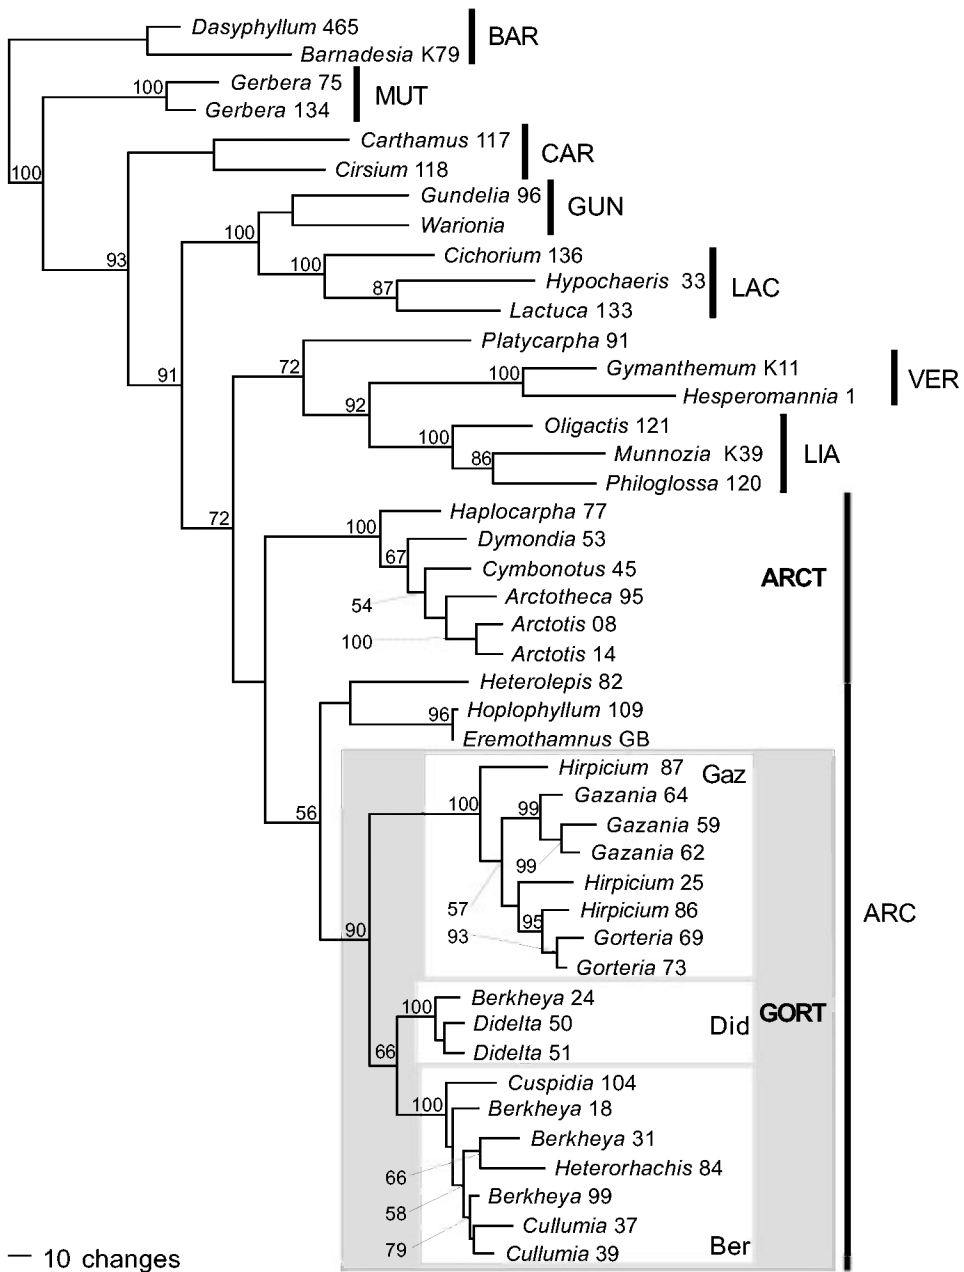 Dasyphyllum 465
BAR
Barnadesia K79
100
Gerbera 75
MUT
Gerbera 134
Carthamus 117
CAR
100
Cirsium 118
Gundelia 96
GUN
100
Warionia
93
Cichorium 136
100
Hypochaeris 33
87
LAC
Lactuca 133
Platycarpha 91
72
Gymanthemum K11
100
VER
91
Hesperomannia 1
92
Oligactis 121
100
Munnozia K39
86
LIA
Philoglossa 120
Haplocarpha 77
72
100
Dymondia 53
67
Cymbonotus 45
ARCT
54
Arctotheca 95
Arctotis 08
100
Arctotis 14
Heterolepis 82
96
Hoplophyllum 109
Eremothamnus GB
Hirpicium 87
Gaz
56
100
99
Gazania 64
Gazania 59
99
Gazania 62
Hirpicium 25
57
95
Hirpicium 86
ARC
90
93
Gorteria 69
Gorteria 73
100
Berkheya 24
GORT
Didelta 50
Did
66
Didelta 51
Cuspidia 104
100
Berkheya 18
Berkheya 31
66
Heterorhachis 84
58
Berkheya 99
Cullumia 37
79
Cullumia 39
Ber
10 changes